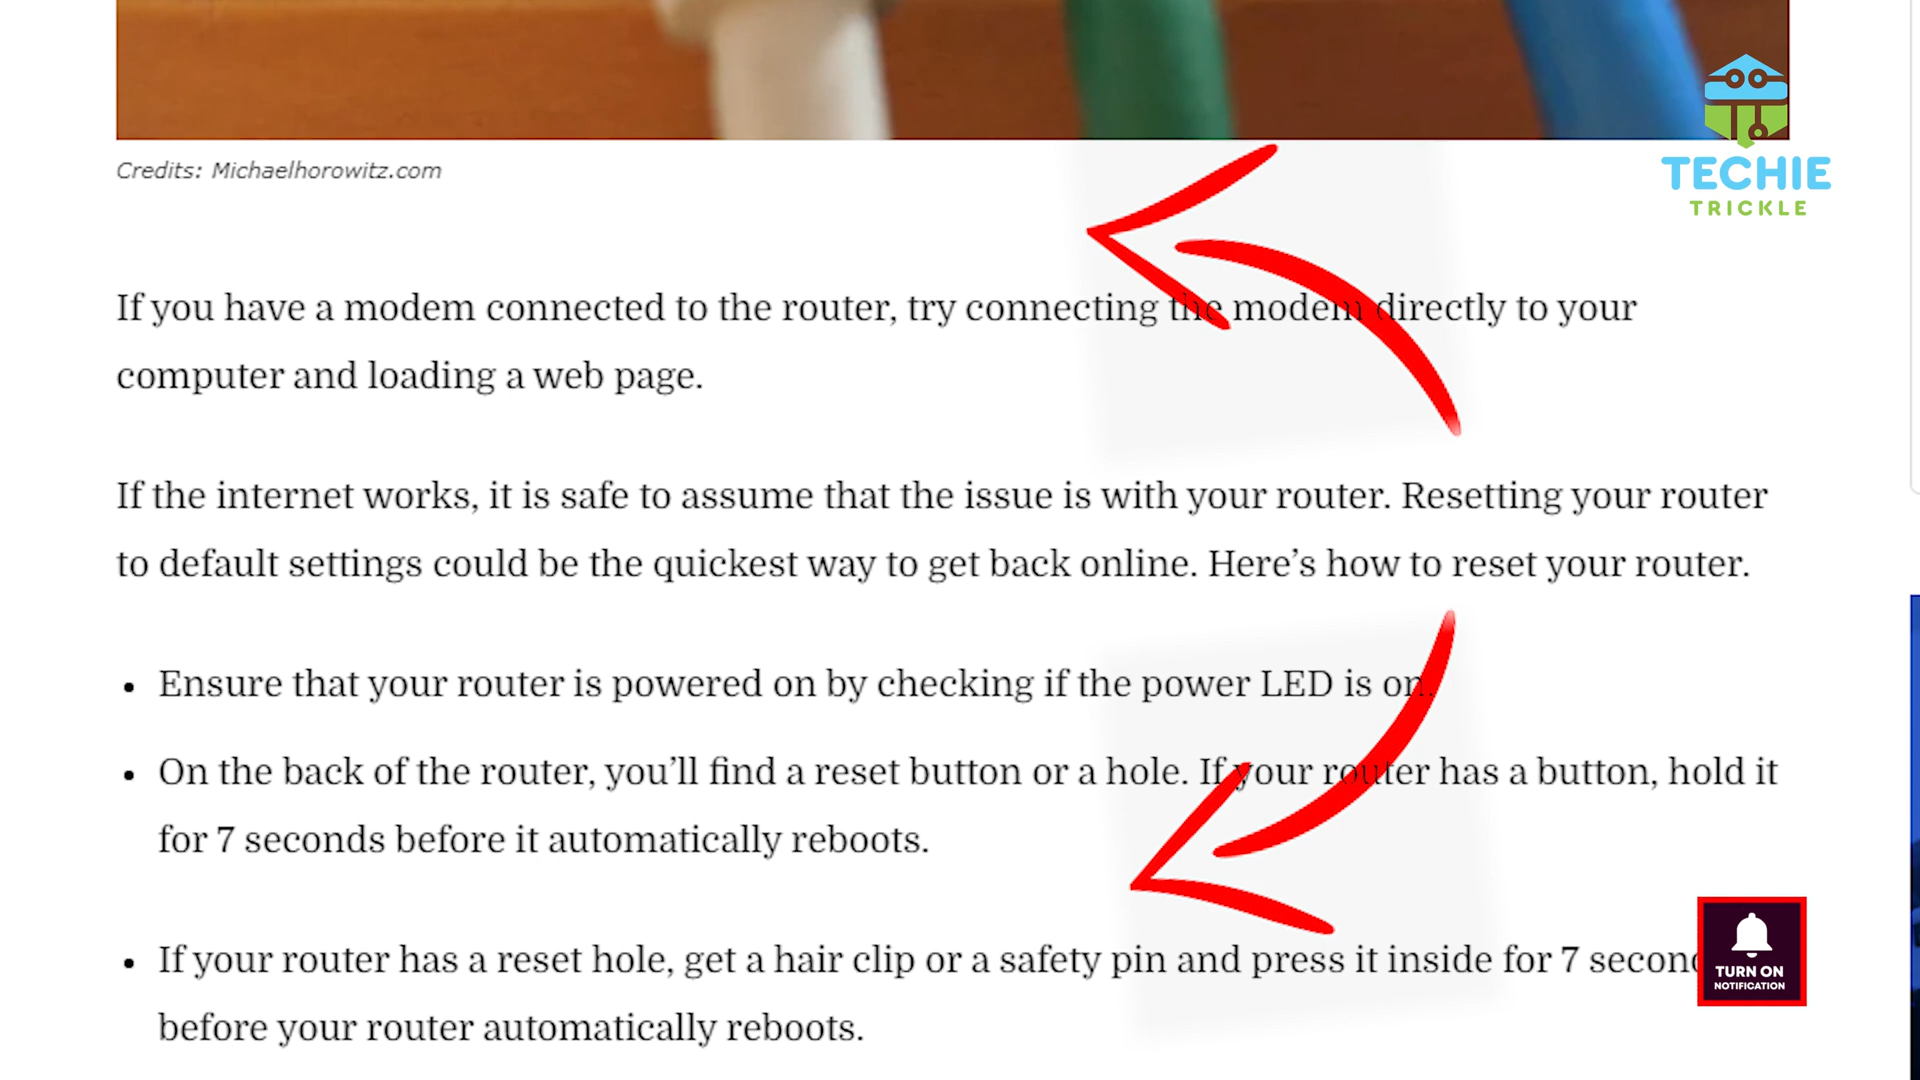 TECHIE
TRICKLE
Credits: Michaelhorowitz.com
If you have a modem connected to the router, try connecting the modem directly to your
computer and loading a web page.
If the internet works, it is safe to assume that the issue is with your router. Resetting your router
to default settings could be the quickest way to get back online. Here’s how to reset your router.
• Ensure that your router is powered on by checking if the power LED is on.
• On the back of the router, you’ll find a reset button or a hole. If your router has a button, hold it
for 7 seconds before it automatically reboots.
• If your router has a reset hole, get a hair clip or a safety pin and press it inside for 7
before your router automatically reboots.
TURN ON
NOTIFICATION